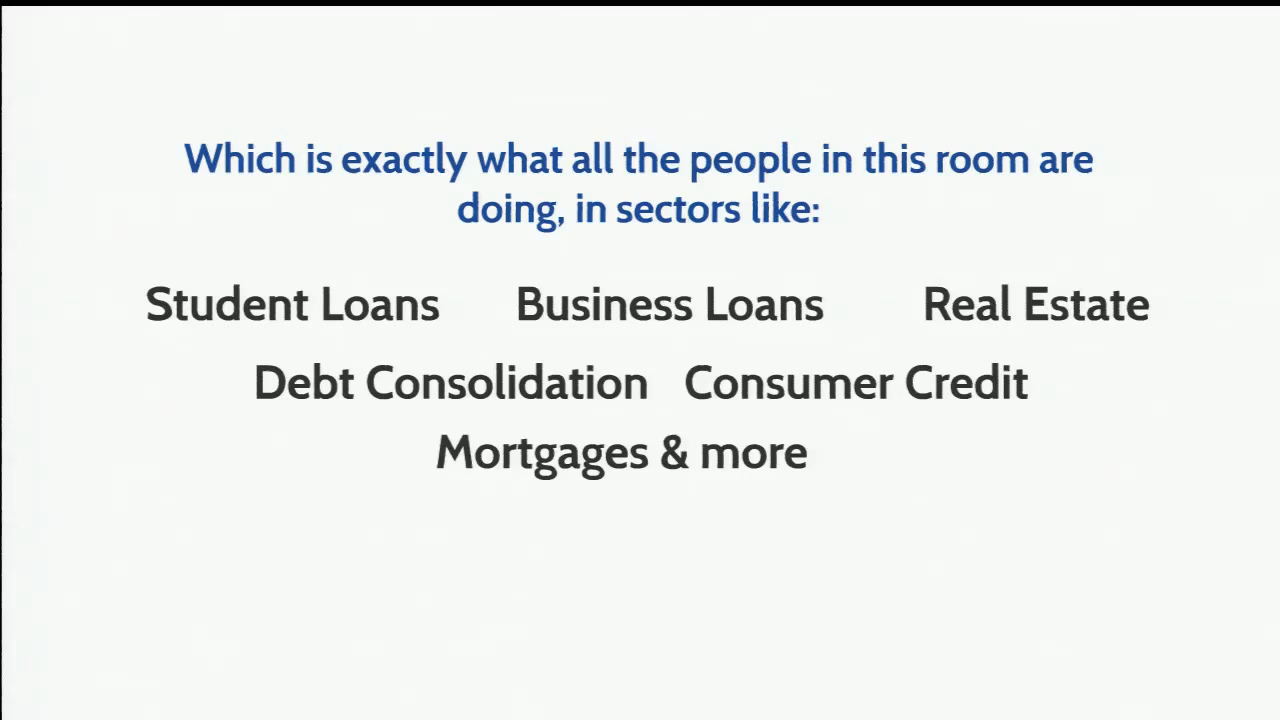 Which is exactly what all the people in this room are
doing, in sectors like:
Student Loans Business Loans Real Estate
Debt Consolidation Consumer Credit
Mortgages & more